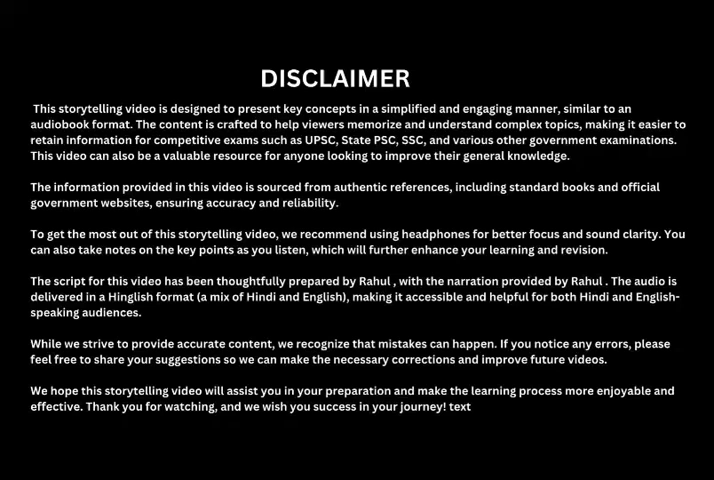 DISCLAIMER
This storytelling video is designed to present key concepts in a simplified and engaging manner, similar to an
audiobook format. The content is crafted to help viewers memorize and understand complex topics, making it easier to
retain information for competitive exams such as UPSC, State PSC, SSC, and various other government examinations.
This video can also be a valuable resource for anyone looking to improve their general knowledge.
The information provided in this video is sourced from authentic references, including standard books and official
government websites, ensuring accuracy and reliability.
To get the most out of this storytelling video, we recommend using headphones for better focus and sound clarity. You
can also take notes on the key points as you listen, which will further enhance your learning and revision.
The script for this video has been thoughtfully prepared by Rahul , with the narration provided by Rahul . The audio is
delivered in a Hinglish format (a mix of Hindi and English), making it accessible and helpful for both Hindi and English-
speaking audiences.
While we strive to provide accurate content, we recognize that mistakes can happen. If you notice any errors, please
feel free to share your suggestions so we can make the necessary corrections and improve future videos.
We hope this storytelling video will assist you in your preparation and make the learning process more enjoyable and
effective. Thank you for watching, and we wish you success in your journey! text